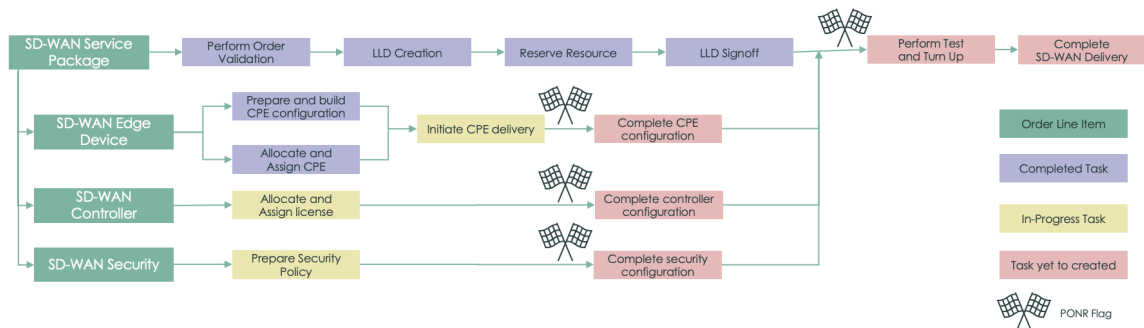 SD-WAN Service
Package
Perform Order
Validation
LLD Creation
Reserve Resource
LLD Signoff
Perform Test
and Turn Up
Complete
SD-WAN Delivery
SD-WAN Edge
Device
Prepare and build
CPE configuration
Allocate and
Assign CPE
Initiate CPE delivery
Complete CPE
configuration
SD-WAN
Controller
Allocate and
Assign license
Complete controller
configuration
SD-WAN Security
Prepare Security
Policy
Complete security
configuration
Order Line Item
Completed Task
In-Progress Task
Task yet to created
PONR Flag